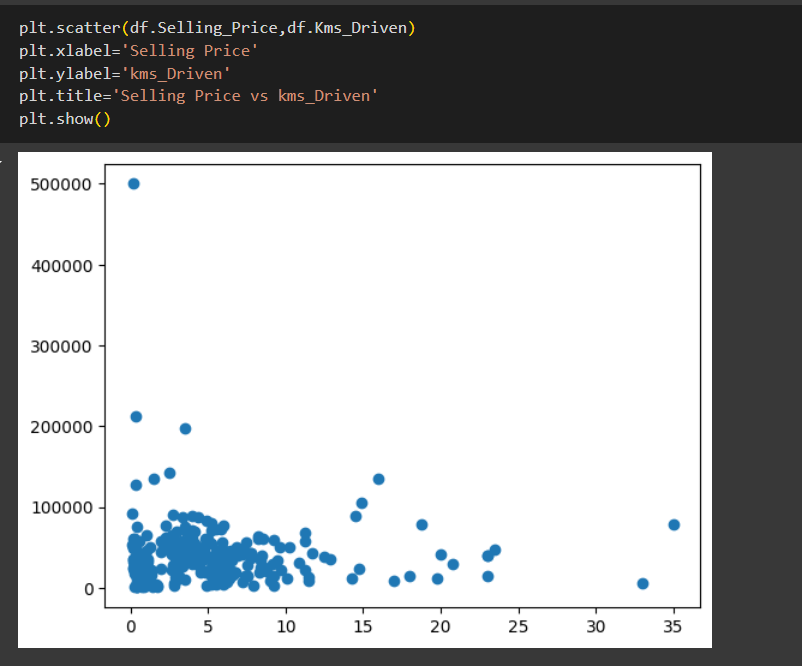 plt.scatter(df.Selling_Price,df.Kms_Driven)
plt.xlabel='Selling Price'
plt.ylabel='kms_Driven'
plt.title='Selling Price vs kms_Driven'
plt.show()
500000
400000
300000
200000
100000
0
0 5 10 15 20 25 30 35